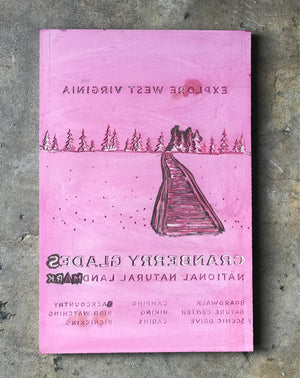 EXPLORE WEST VIRGINIA
CRANBERRY GLADES
NATIONAL NATURAL LANDMARK
BOARDWALK CAMPING BACKCOUNTRY
NATURE CENTER HIKING BIRD WATCHING
SCENIC DRIVE CABINS PICNICKING